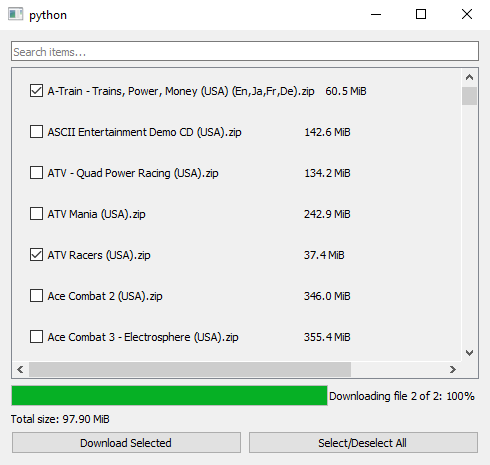 python
Search items...
A-Train - Trains, Power, Money (USA) (En,Ja,Fr,De).zip 60.5 MiB
ASCII Entertainment Demo CD (USA).zip 142.6 MiB
ATV - Quad Power Racing (USA).zip 134.2 MiB
ATV Mania (USA).zip 242.9 MiB
ATV Racers (USA).zip 37.4 MiB
Ace Combat 2 (USA).zip 346.0 MiB
Ace Combat 3 - Electrosphere (USA).zip 355.4 MiB
Downloading file 2 of 2: 100%
Total size: 97.90 MiB
Download Selected Select/Deselect All